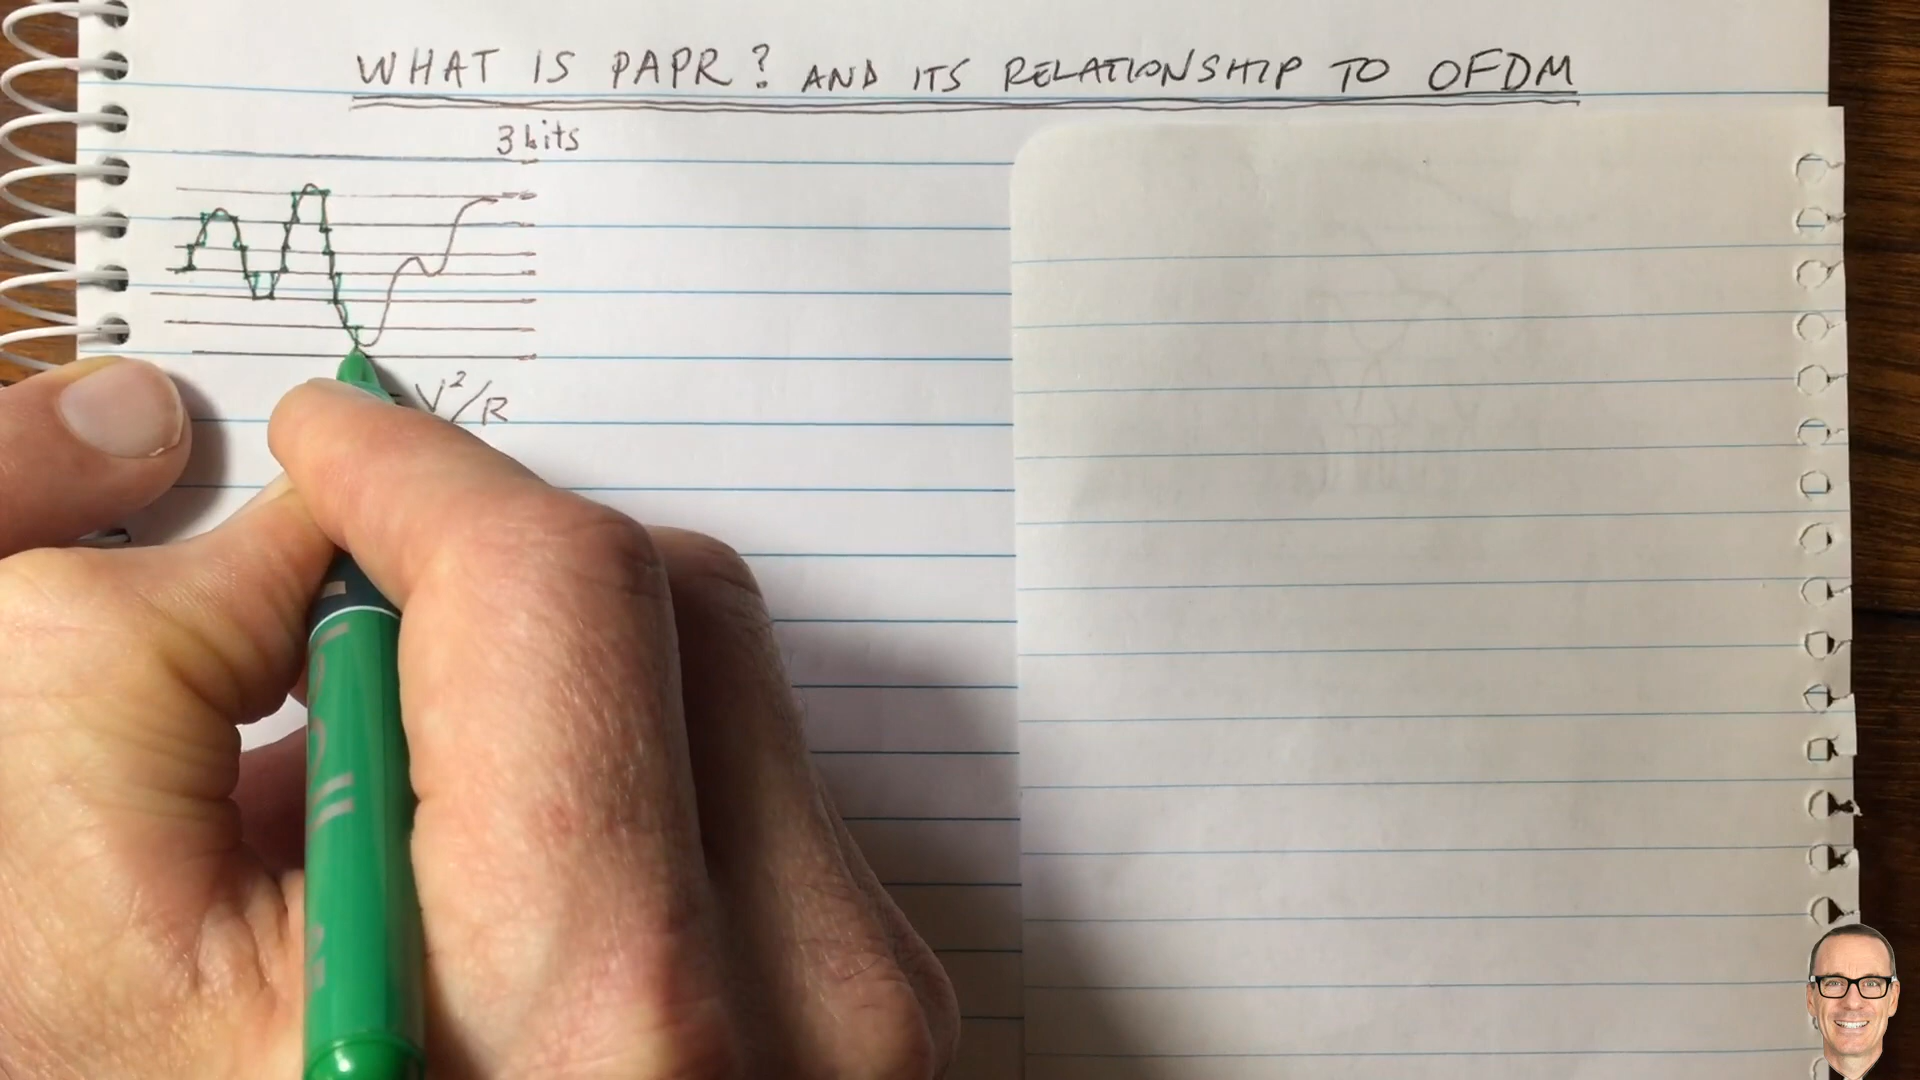 WHAT IS PAPR? AND ITS RELATIONSHIP TO OFDM
3 bits
V²/R